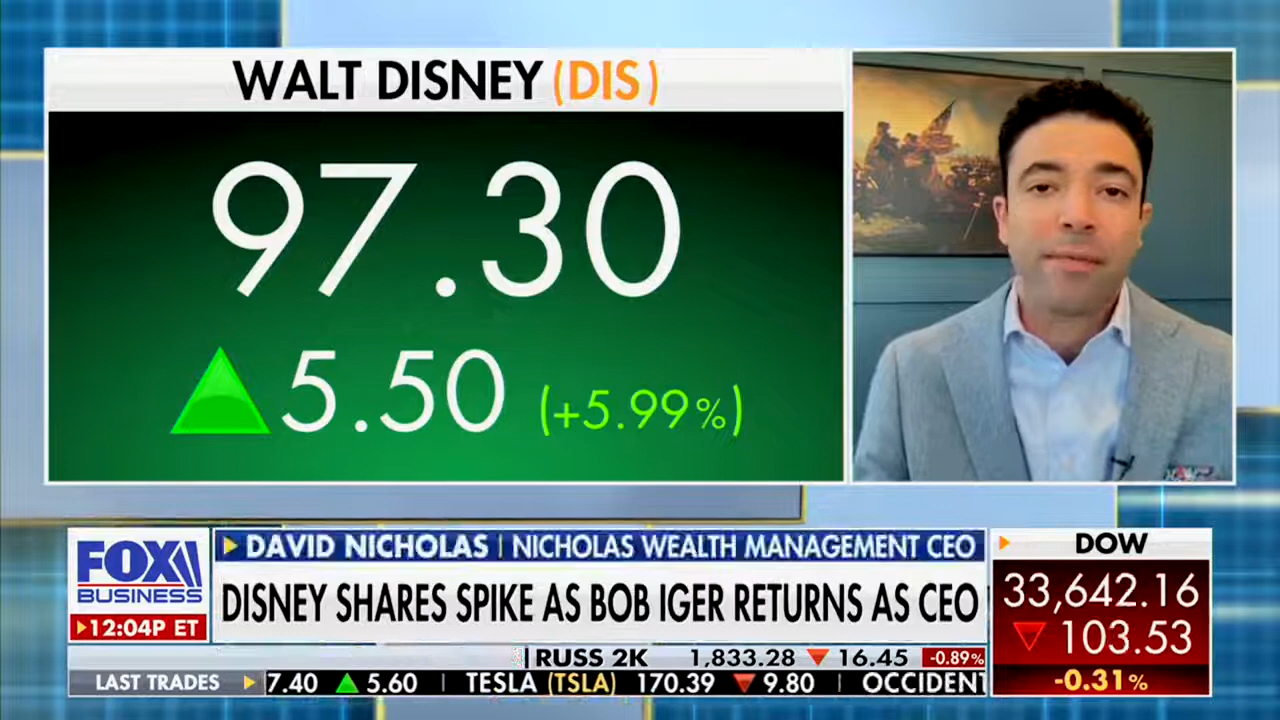 WALT DISNEY (DIS)
97.30
▲ 5.50 (+5.99%)
DAVID NICHOLAS | NICHOLAS WEALTH MANAGEMENT CEO
DISNEY SHARES SPIKE AS BOB IGER RETURNS AS CEO
FOX
BUSINESS
12:04P ET
DOW
33,642.16
▼ 103.53
-0.31%
RUSS 2K 1,833.28 ▼ 16.45 -0.89%
LAST TRADES 7.40 ▲ 5.60 | TESLA (TSLA) 170.39 ▼ 9.80 | OCCIDENT